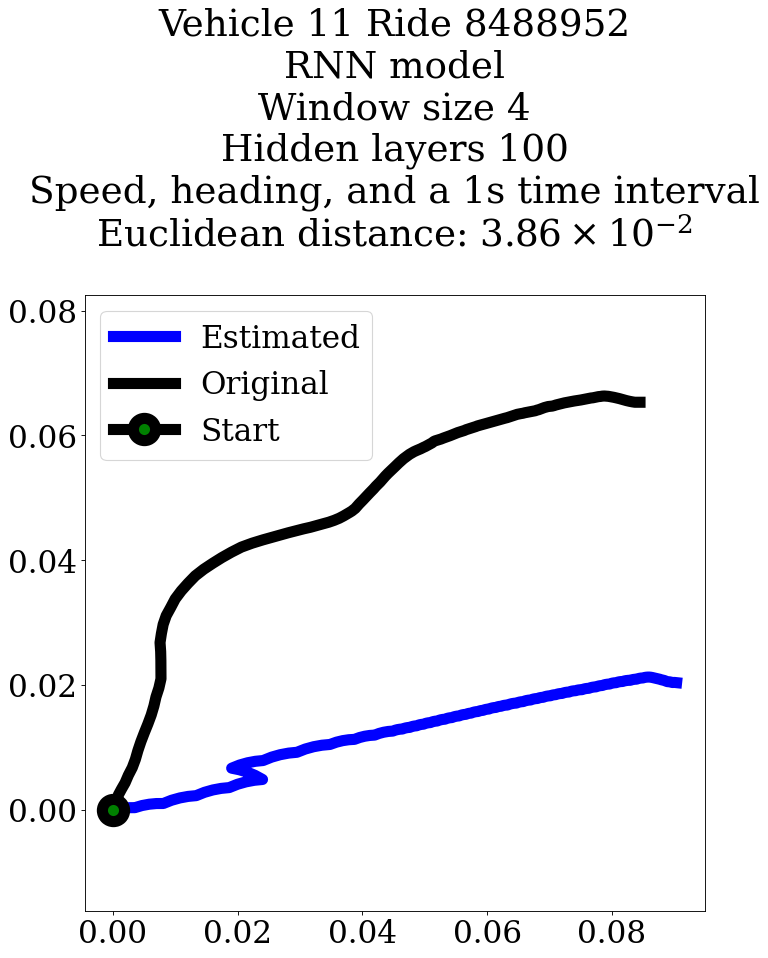 Vehicle 11 Ride 8488952
RNN model
Window size 4
Hidden layers 100
Speed, heading, and a 1s time interval
Euclidean distance: 3.86 × 10⁻²
Estimated
Original
Start
0.08
0.06
0.04
0.02
0.00
0.00 0.02 0.04 0.06 0.08